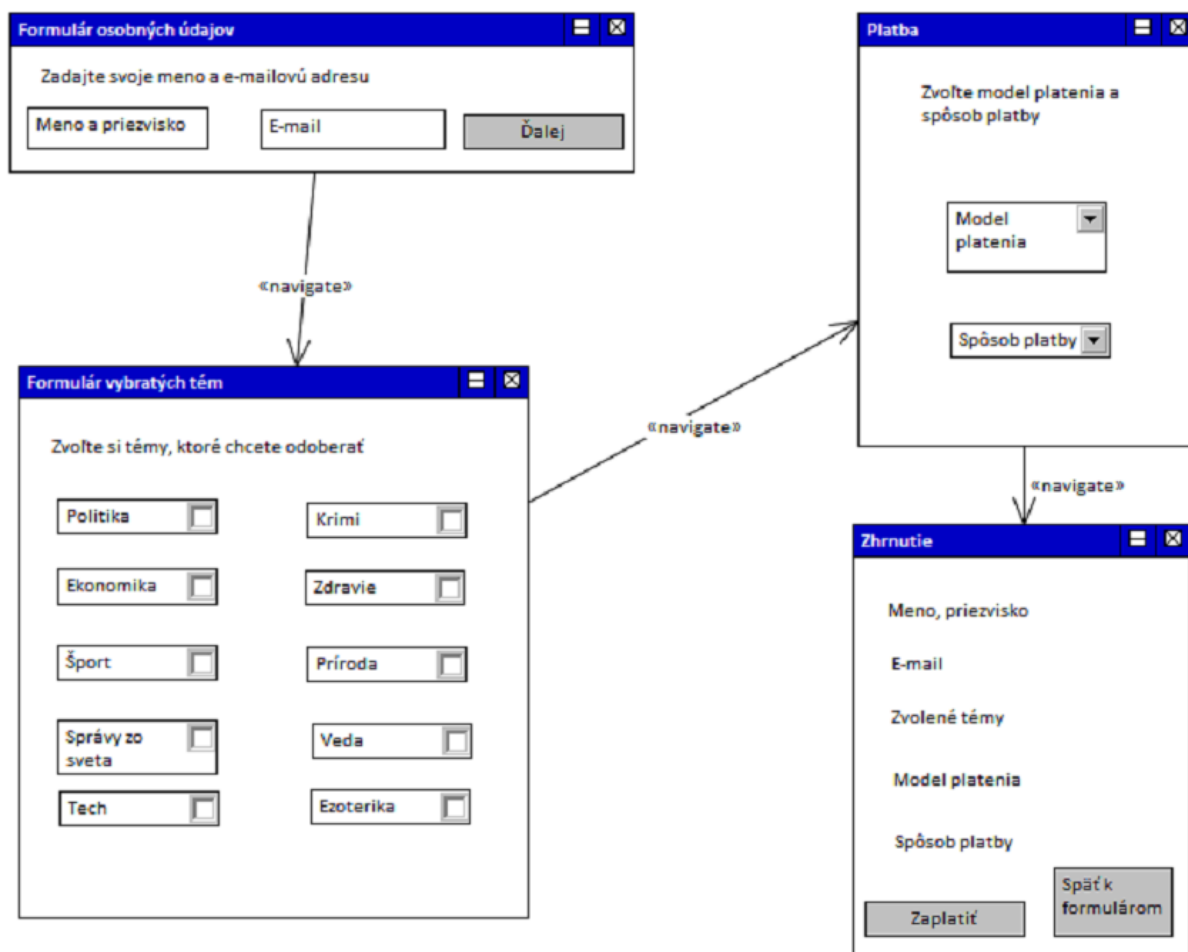 Formulár osobných údajov
Zadajte svoje meno a e-mailovú adresu
Meno a priezvisko
E-mail
Ďalej
«navigate»
Formulár vybratých tém
Zvoľte si témy, ktoré chcete odoberať
Politika
Krimi
Ekonomika
Zdravie
Šport
Príroda
Správy zo
sveta
Veda
Tech
Ezoterika
«navigate»
Platba
Zvoľte model platenia a
spôsob platby
Model
platenia
Spôsob platby
«navigate»
Zhrnutie
Meno, priezvisko
E-mail
Zvolené témy
Model platenia
Spôsob platby
Zaplatiť
Späť k
formulárom